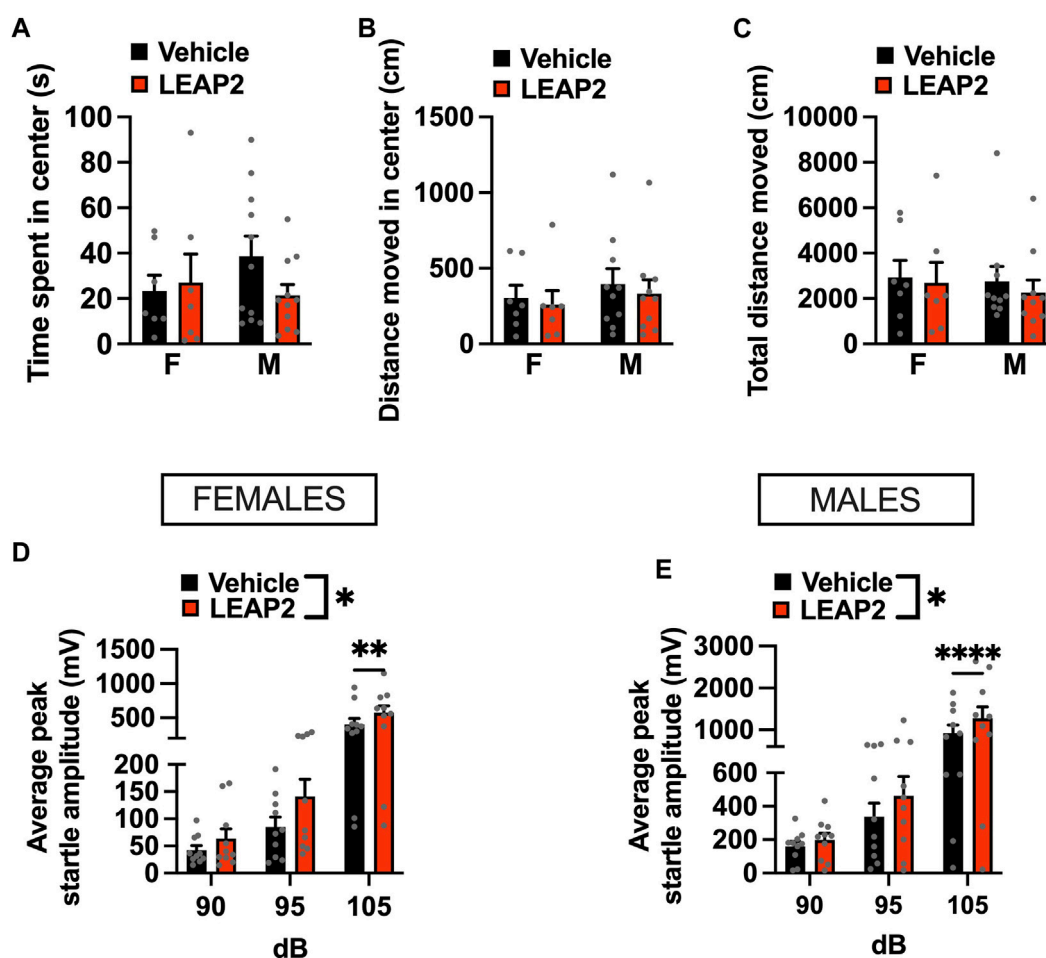 A
Vehicle
LEAP2
Time spent in center (s)
100
80
60
40
20
0
F
M
B
Vehicle
LEAP2
Distance moved in center (cm)
1500
1000
500
0
F
M
C
Vehicle
LEAP2
Total distance moved (cm)
10000
8000
6000
4000
2000
0
F
M
FEMALES
MALES
D
Vehicle
LEAP2
*
**
Average peak
startle amplitude (mV)
1500
1000
500
200
150
100
50
0
90
95
105
dB
E
Vehicle
LEAP2
*
****
Average peak
startle amplitude (mV)
3000
2000
1000
600
400
200
0
90
95
105
dB